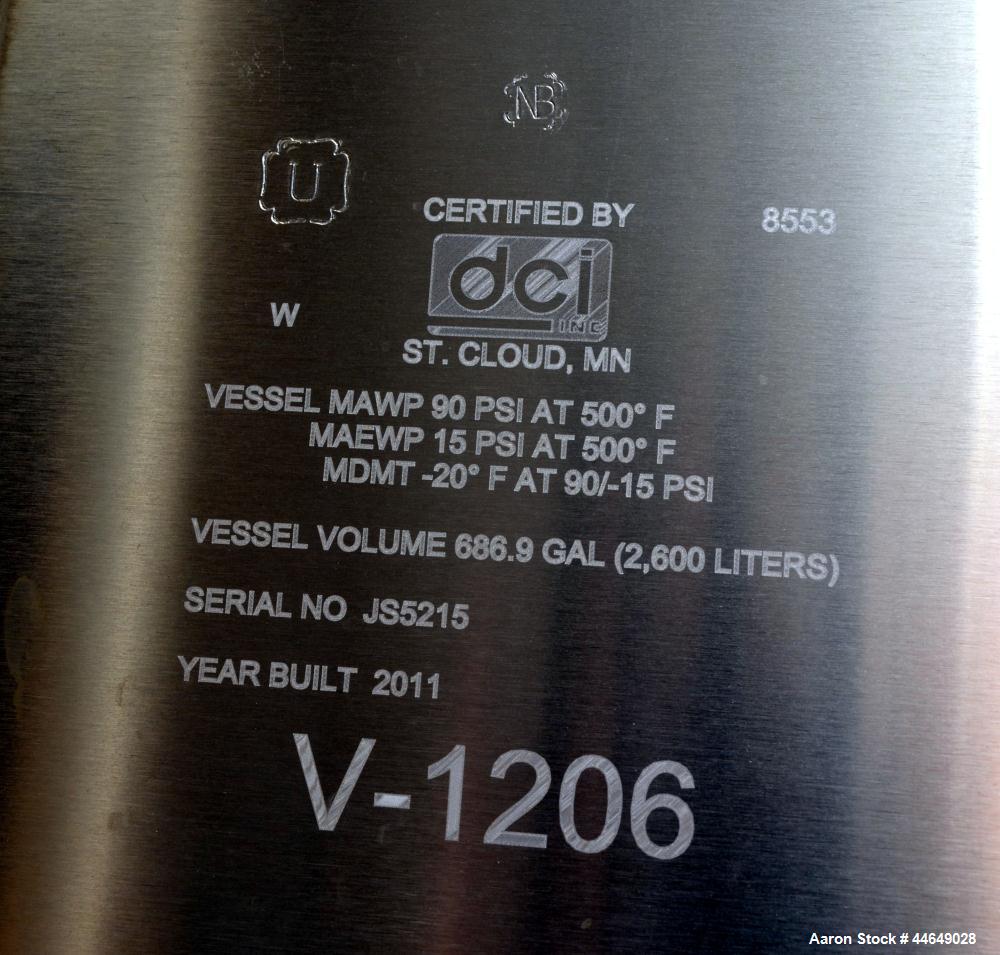 NB
U
CERTIFIED BY
8553
dci
INC
W
ST. CLOUD, MN
VESSEL MAWP 90 PSI AT 500° F
MAEWP 15 PSI AT 500° F
MDMT -20° F AT 90/-15 PSI
VESSEL VOLUME 686.9 GAL (2,600 LITERS)
SERIAL NO JS5215
YEAR BUILT 2011
V-1206
Aaron Stock # 44649028